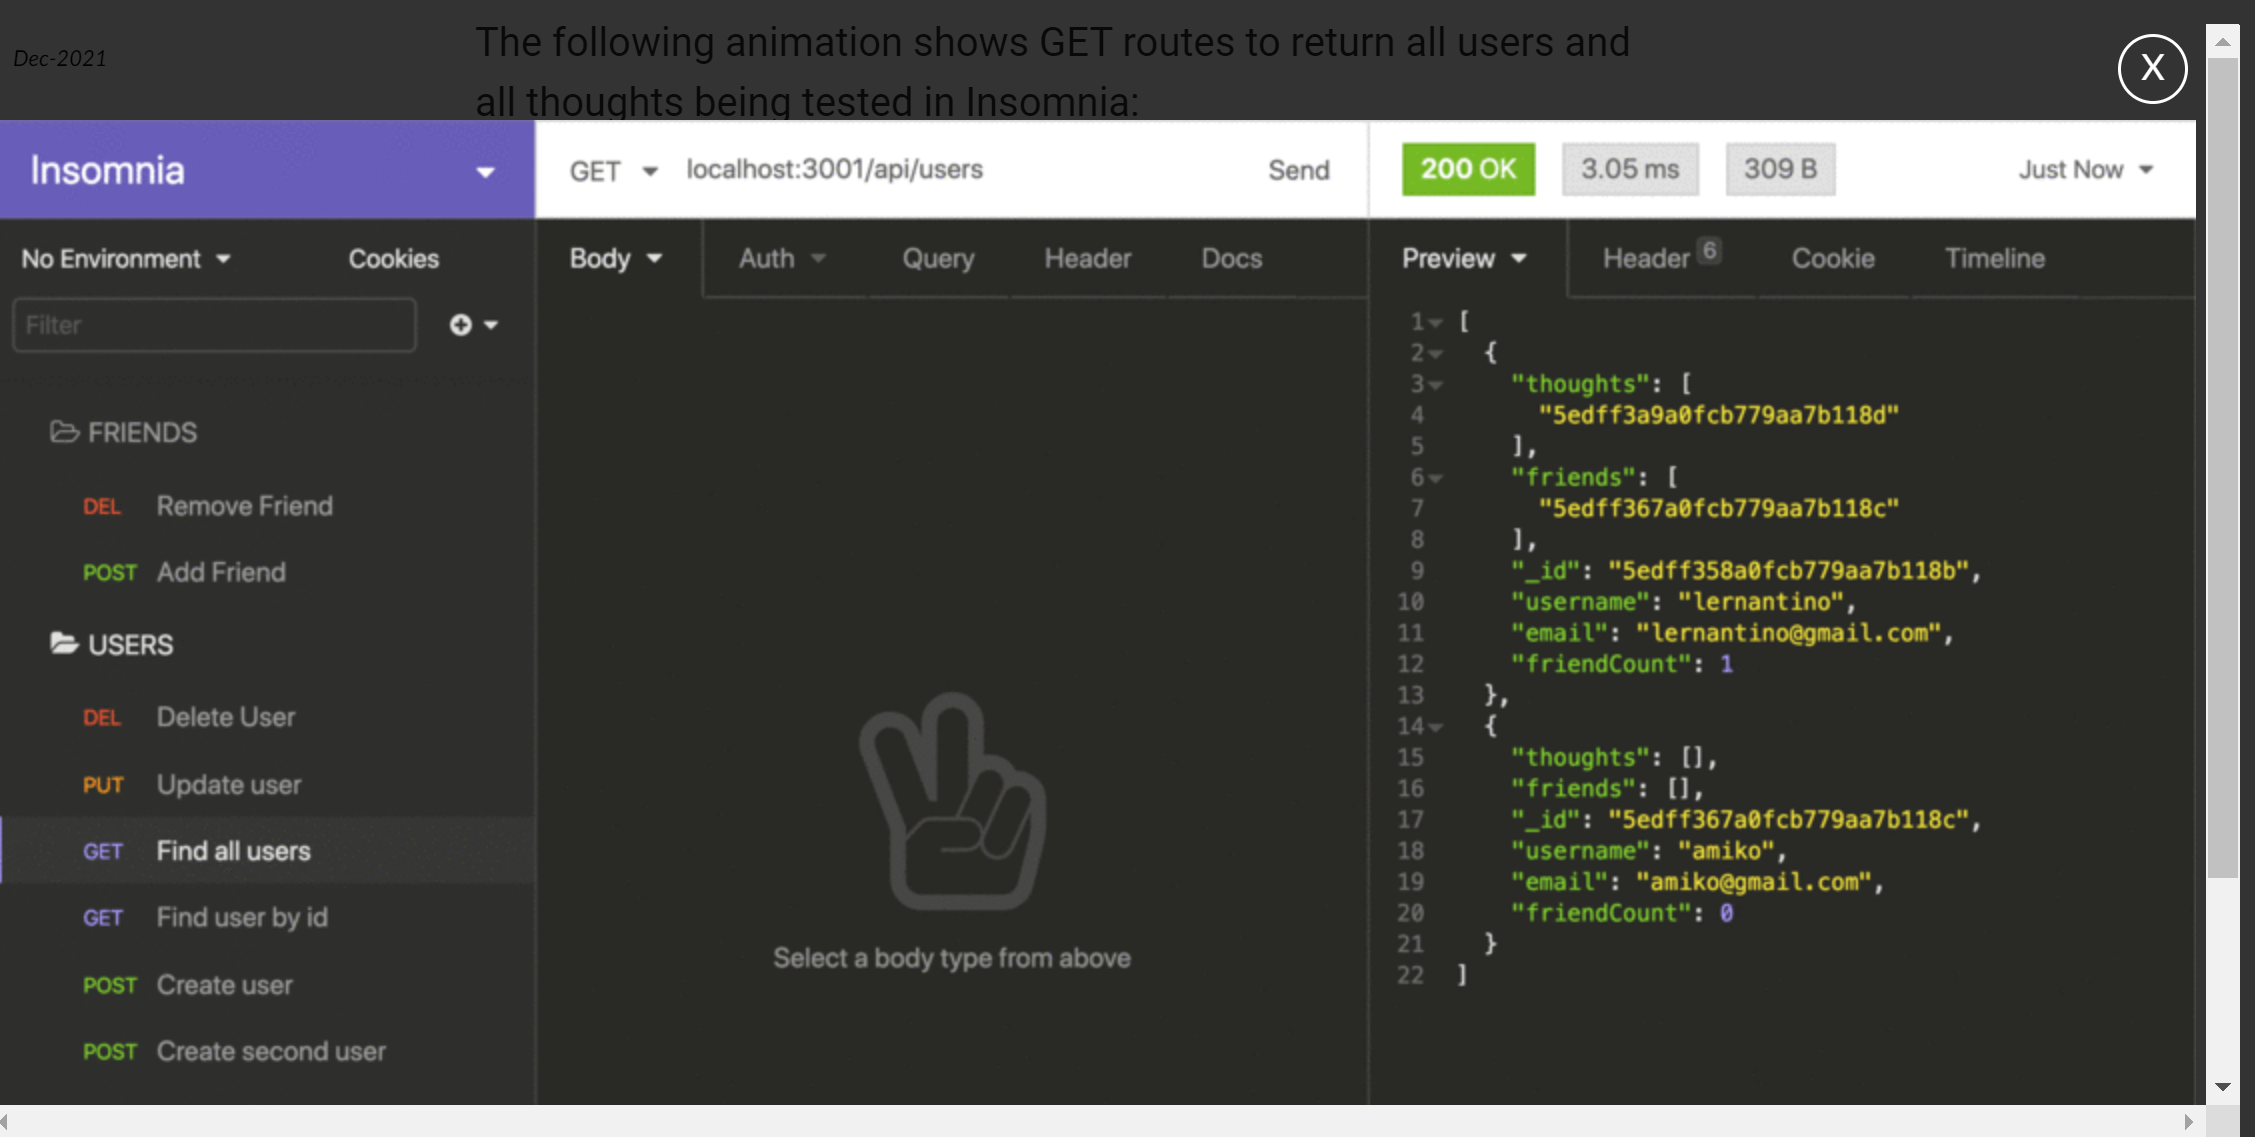 Dec-2021
The following animation shows GET routes to return all users and
all thoughts being tested in Insomnia:
X
Insomnia
GET localhost:3001/api/users Send
200 OK 3.05 ms 309 B Just Now
No Environment Cookies
Filter
FRIENDS
DEL Remove Friend
POST Add Friend
USERS
DEL Delete User
PUT Update user
GET Find all users
GET Find user by id
POST Create user
POST Create second user
Body Auth Query Header Docs
Select a body type from above
Preview Header 6 Cookie Timeline
1 [
2 {
3 "thoughts": [
4 "5edff3a9a0fcb779aa7b118d"
5 ],
6 "friends": [
7 "5edff367a0fcb779aa7b118c"
8 ],
9 "_id": "5edff358a0fcb779aa7b118b",
10 "username": "lernantino",
11 "email": "lernantino@gmail.com",
12 "friendCount": 1
13 },
14 {
15 "thoughts": [],
16 "friends": [],
17 "_id": "5edff367a0fcb779aa7b118c",
18 "username": "amiko",
19 "email": "amiko@gmail.com",
20 "friendCount": 0
21 }
22 ]